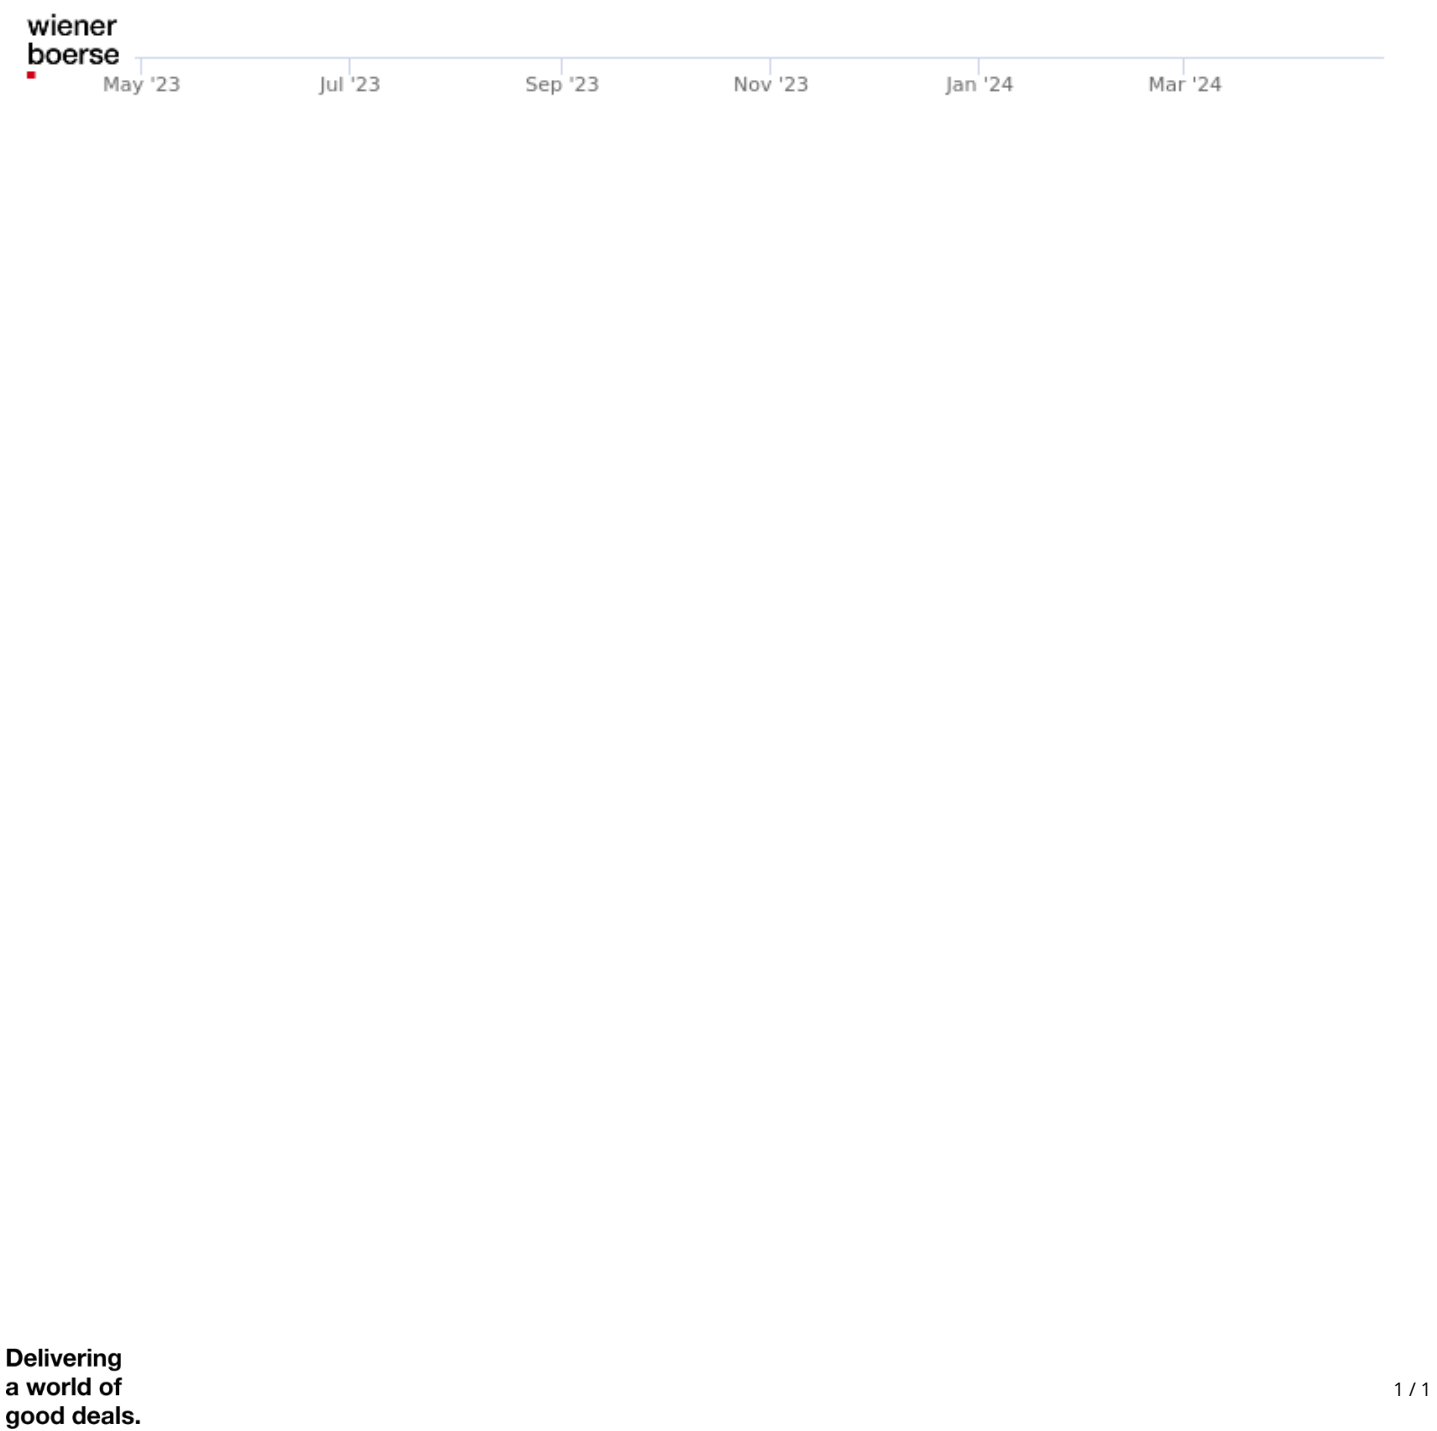 wiener
boerse
May '23 Jul '23 Sep '23 Nov '23 Jan '24 Mar '24
Delivering
a world of
good deals.
1 / 1